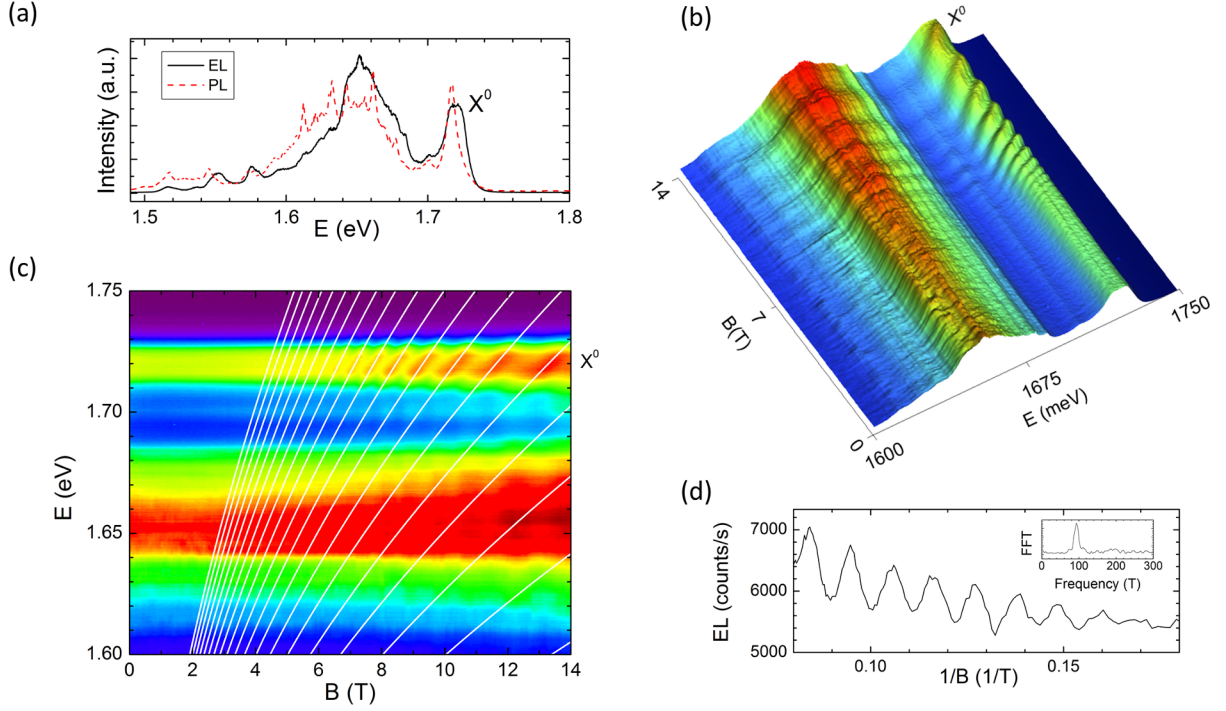 (a)
EL
PL
X⁰
Intensity (a.u.)
1.5
1.6
1.7
1.8
E (eV)
(b)
X⁰
14
7
0
B(T)
1600
1675
1750
E (meV)
(c)
1.75
1.70
1.65
1.60
E (eV)
X⁰
0
2
4
6
8
10
12
14
B (T)
(d)
7000
6000
5000
EL (counts/s)
FFT
0
100
200
300
Frequency (T)
0.10
0.15
1/B (1/T)